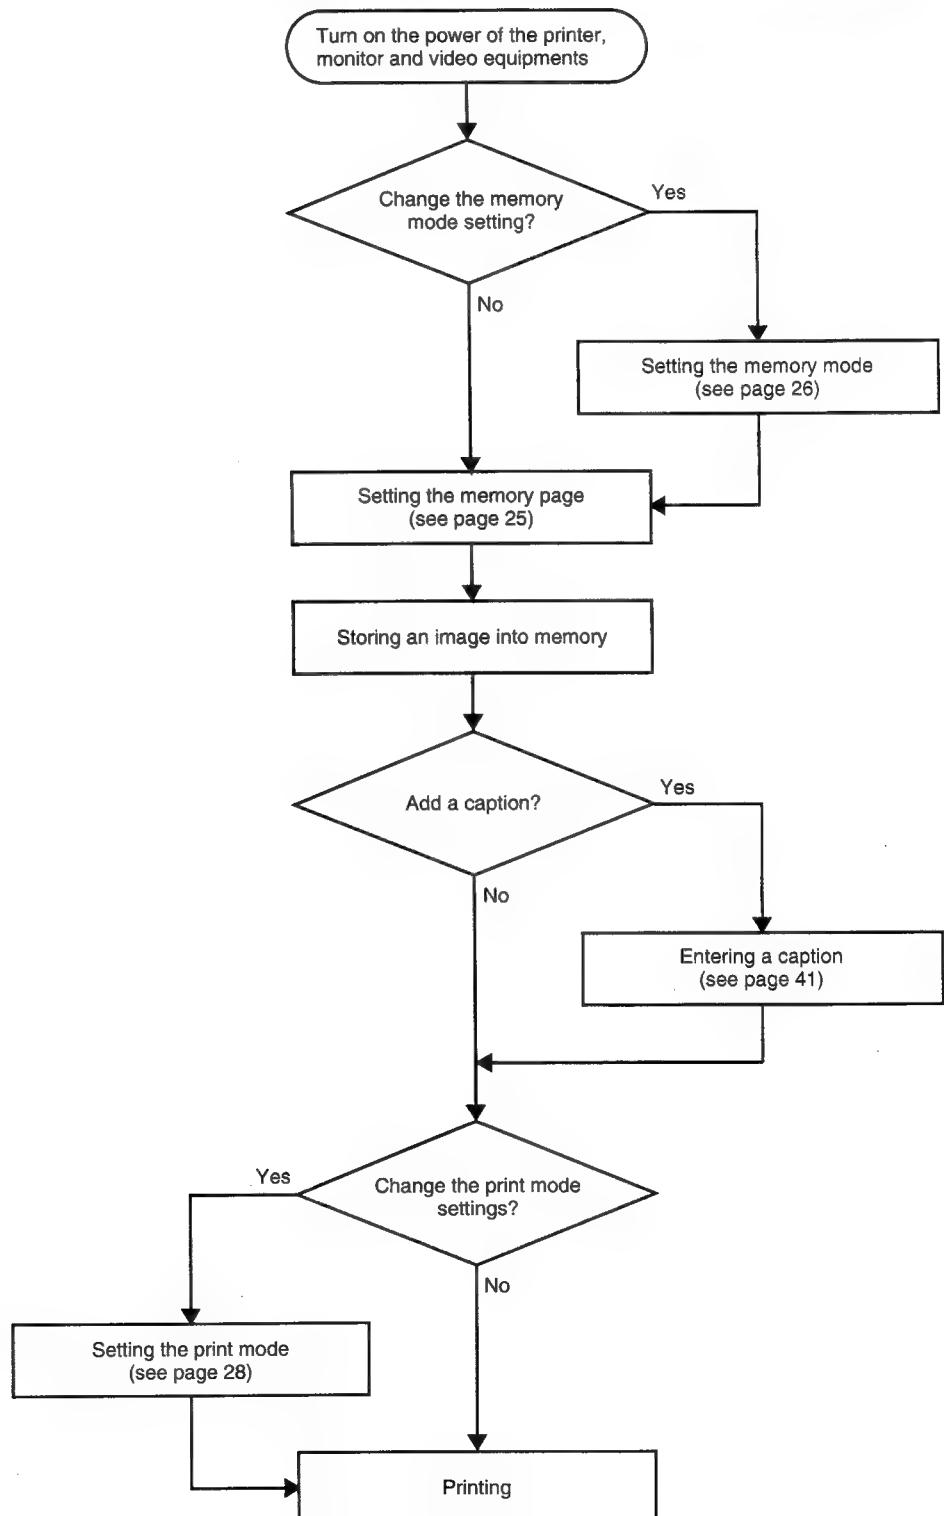 Turn on the power of the printer,
monitor and video equipments
Change the memory
mode setting?
Yes
No
Setting the memory mode
(see page 26)
Setting the memory page
(see page 25)
Storing an image into memory
Add a caption?
Yes
No
Entering a caption
(see page 41)
Yes
Change the print mode
settings?
No
Setting the print mode
(see page 28)
Printing